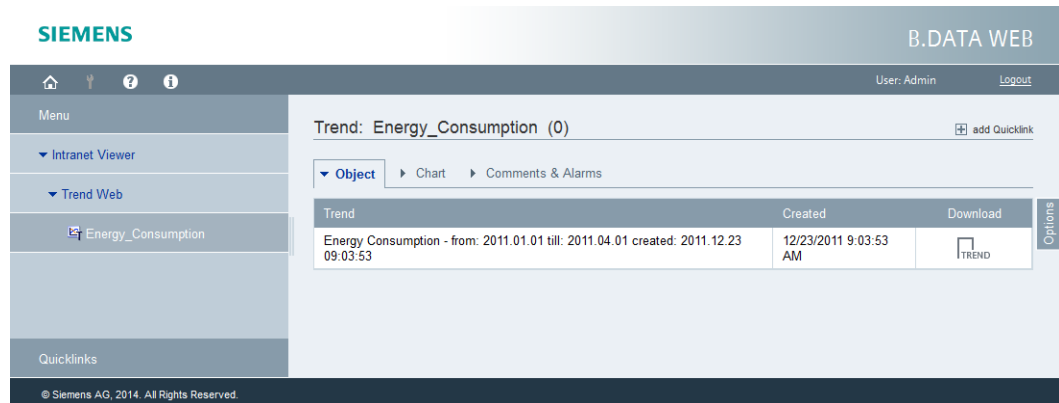 SIEMENS
B.DATA WEB
User: Admin
Logout
Menu
Intranet Viewer
Trend Web
Energy_Consumption
Quicklinks
Trend: Energy_Consumption (0)
add Quicklink
Object
Chart
Comments & Alarms
Trend
Created
Download
Energy Consumption - from: 2011.01.01 till: 2011.04.01 created: 2011.12.23
09:03:53
12/23/2011 9:03:53
AM
TREND
Options
© Siemens AG, 2014. All Rights Reserved.